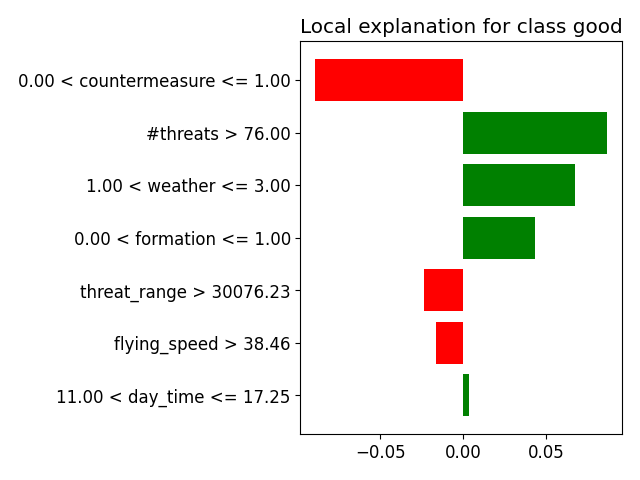 Local explanation for class good
0.00 < countermeasure <= 1.00
#threats > 76.00
1.00 < weather <= 3.00
0.00 < formation <= 1.00
threat_range > 30076.23
flying_speed > 38.46
11.00 < day_time <= 17.25
−0.05 0.00 0.05